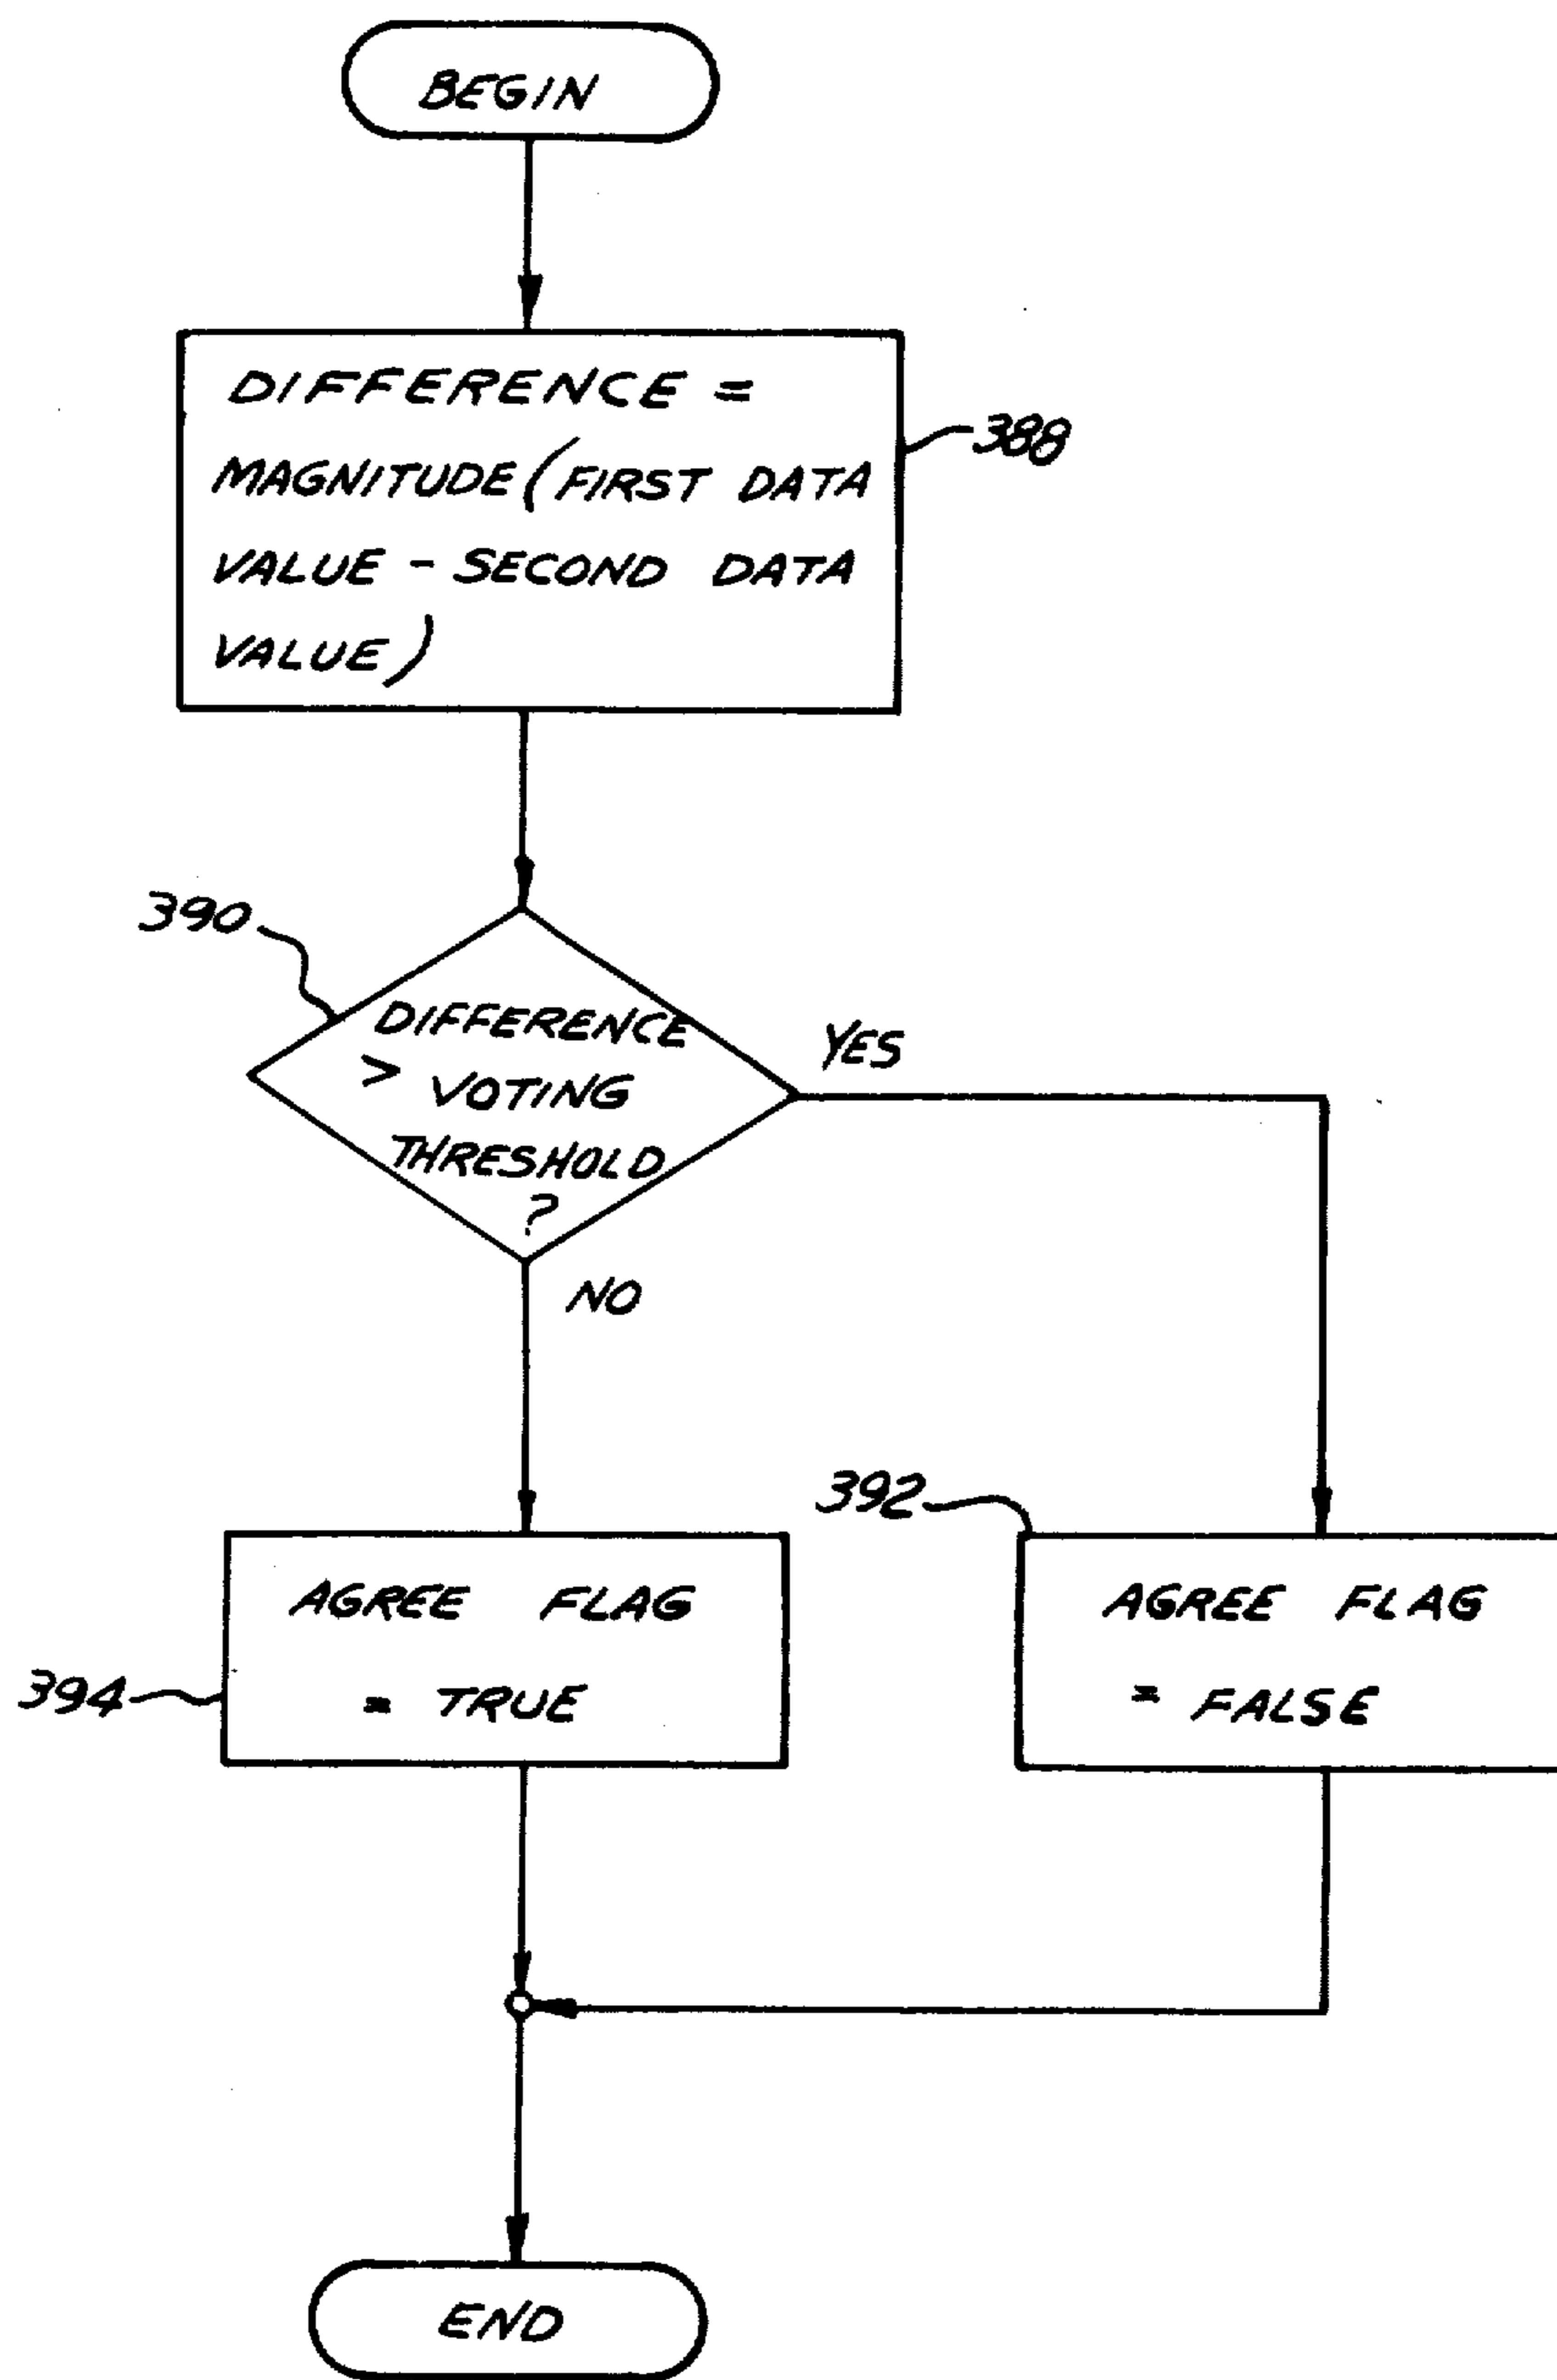 BEGIN
DIFFERENCE =
MAGNITUDE (FIRST DATA
VALUE - SECOND DATA
VALUE)
388
390
DIFFERENCE
> VOTING
THRESHOLD
?
YES
NO
392
AGREE FLAG
= TRUE
394
AGREE FLAG
= FALSE
END